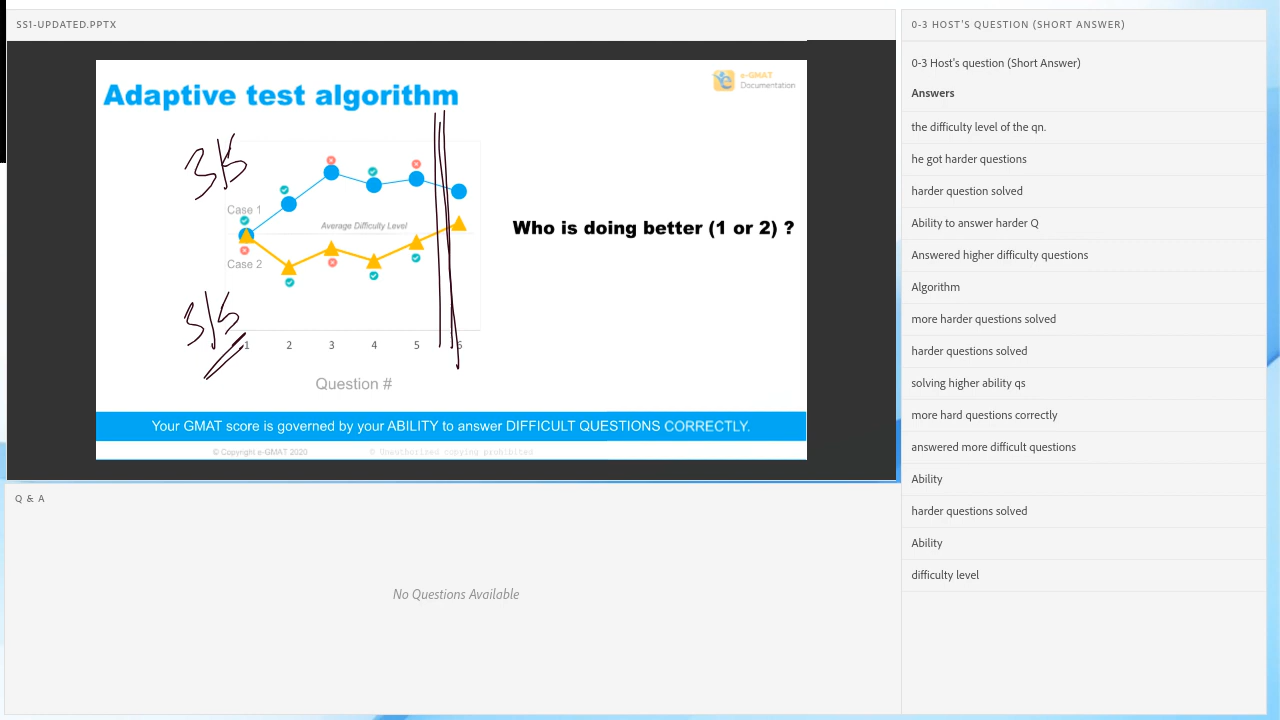 SS1-UPDATED.PPTX
Adaptive test algorithm
e-GMAT
Documentation
3/5
Case 1
Average Difficulty Level
Case 2
3/5
1 2 3 4 5 6
Question #
Who is doing better (1 or 2) ?
Your GMAT score is governed by your ABILITY to answer DIFFICULT QUESTIONS CORRECTLY.
© Copyright e-GMAT 2020
© Unauthorized copying prohibited
Q & A
No Questions Available
0-3 HOST'S QUESTION (SHORT ANSWER)
0-3 Host's question (Short Answer)
Answers
the difficulty level of the qn.
he got harder questions
harder question solved
Ability to answer harder Q
Answered higher difficulty questions
Algorithm
more harder questions solved
harder questions solved
solving higher ability qs
more hard questions correctly
answered more difficult questions
Ability
harder questions solved
Ability
difficulty level